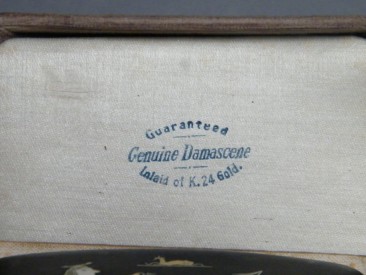 Guaranteed
Genuine Damascene
Inlaid of K.24 Gold.